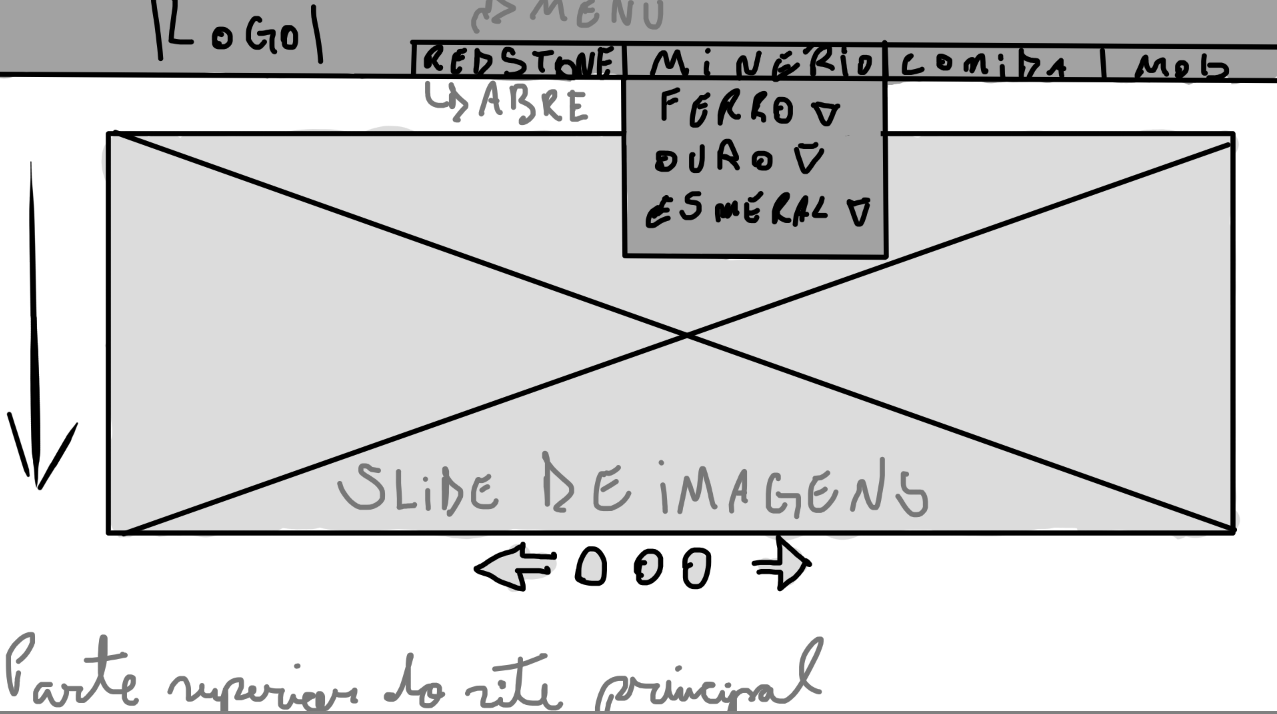 LOGO
MENU
REDSTONE MINÉRIO COMIDA MOB
ABRE
FERRO
OURO
ESMERAL
SLIDE DE IMAGENS
Parte superior do site principal